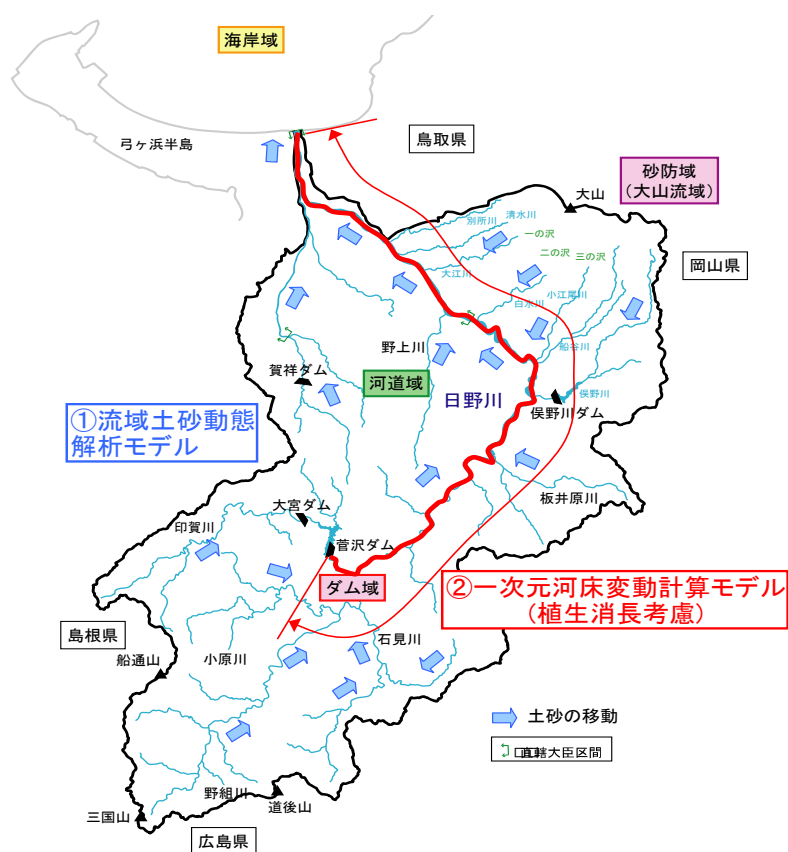 海岸域
弓ヶ浜半島
鳥取県
砂防域
(大山流域)
大山
別所川
清水川
一の沢
二の沢
三の沢
岡山県
大江川
小江尾川
白水川
船谷川
野上川
賀祥ダム
河道域
日野川
俣野川
俣野川ダム
①流域土砂動態
解析モデル
板井原川
大宮ダム
印賀川
菅沢ダム
ダム域
②一次元河床変動計算モデル
(植生消長考慮)
島根県
船通山
小原川
石見川
土砂の移動
直轄大臣区間
野組川
道後山
三国山
広島県